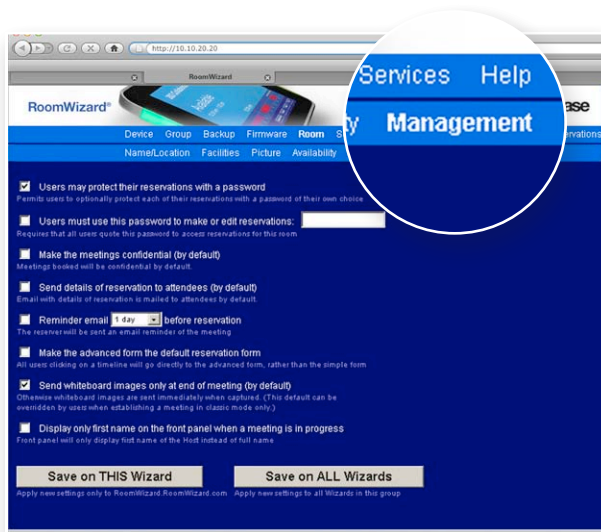 http://10.10.20.20
RoomWizard
Services Help
RoomWizard®
ase
Device Group Backup Firmware Room S
y Management
ervations
Name/Location Facilities Picture Availability
Users may protect their reservations with a password
Permits users to optionally protect each of their reservations with a password of their own choice
Users must use this password to make or edit reservations:
Requires that all users quote this password to access reservations for this room
Make the meetings confidential (by default)
Meetings booked will be confidential by default.
Send details of reservation to attendees (by default)
Email with details of reservation is mailed to attendees by default.
Reminder email 1 day before reservation
The reserver will be sent an email reminder of the meeting
Make the advanced form the default reservation form
All users clicking on a timeline will go directly to the advanced form, rather than the simple form
Send whiteboard images only at end of meeting (by default)
Otherwise whiteboard images are sent immediately when captured. (This default can be
overridden by users when establishing a meeting in classic mode only.)
Display only first name on the front panel when a meeting is in progress
Front panel will only display first name of the Host instead of full name
Save on THIS Wizard Save on ALL Wizards
Apply new settings only to RoomWizard.RoomWizard.com Apply new settings to all Wizards in this group